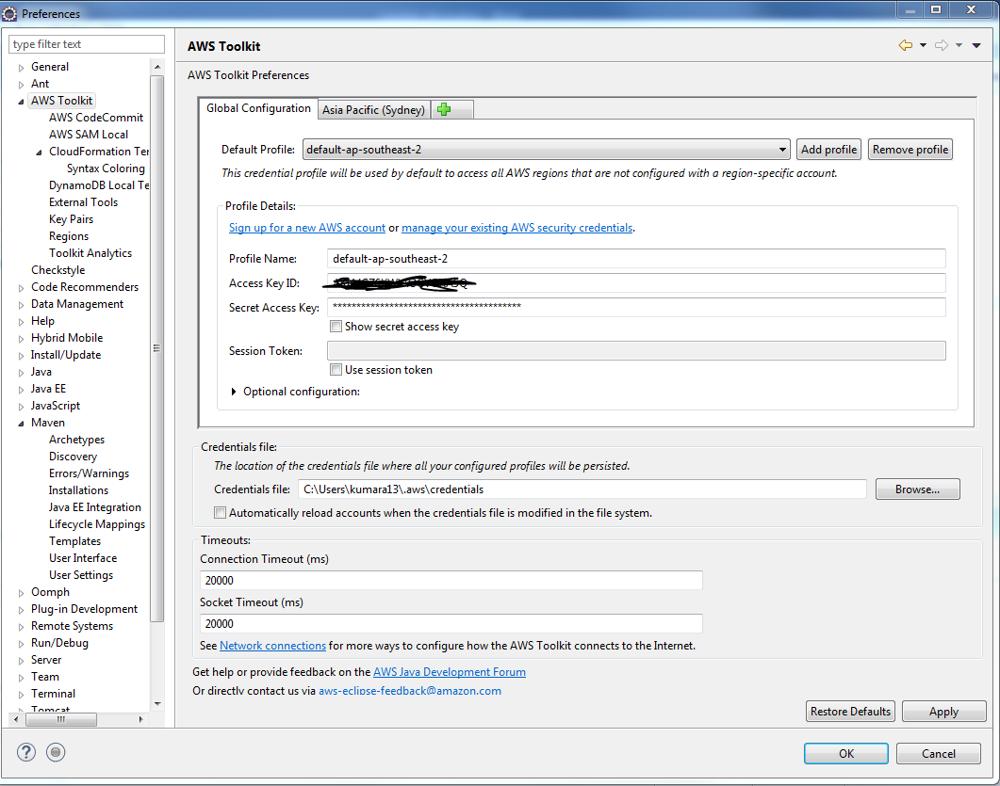 Preferences
type filter text
General
Ant
AWS Toolkit
AWS CodeCommit
AWS SAM Local
CloudFormation Ter
Syntax Coloring
DynamoDB Local Te
External Tools
Key Pairs
Regions
Toolkit Analytics
Checkstyle
Code Recommenders
Data Management
Help
Hybrid Mobile
Install/Update
Java
Java EE
JavaScript
Maven
Archetypes
Discovery
Errors/Warnings
Installations
Java EE Integration
Lifecycle Mappings
Templates
User Interface
User Settings
Oomph
Plug-in Development
Remote Systems
Run/Debug
Server
Team
Terminal
Tomcat
AWS Toolkit
AWS Toolkit Preferences
Global Configuration Asia Pacific (Sydney)
Default Profile: default-ap-southeast-2 Add profile Remove profile
This credential profile will be used by default to access all AWS regions that are not configured with a region-specific account.
Profile Details:
Sign up for a new AWS account or manage your existing AWS security credentials.
Profile Name: default-ap-southeast-2
Access Key ID:
Secret Access Key: ****************************************
Show secret access key
Session Token:
Use session token
Optional configuration:
Credentials file:
The location of the credentials file where all your configured profiles will be persisted.
Credentials file: C:\Users\kumara13\.aws\credentials Browse...
Automatically reload accounts when the credentials file is modified in the file system.
Timeouts:
Connection Timeout (ms)
20000
Socket Timeout (ms)
20000
See Network connections for more ways to configure how the AWS Toolkit connects to the Internet.
Get help or provide feedback on the AWS Java Development Forum
Or directly contact us via aws-eclipse-feedback@amazon.com
Restore Defaults Apply
OK Cancel